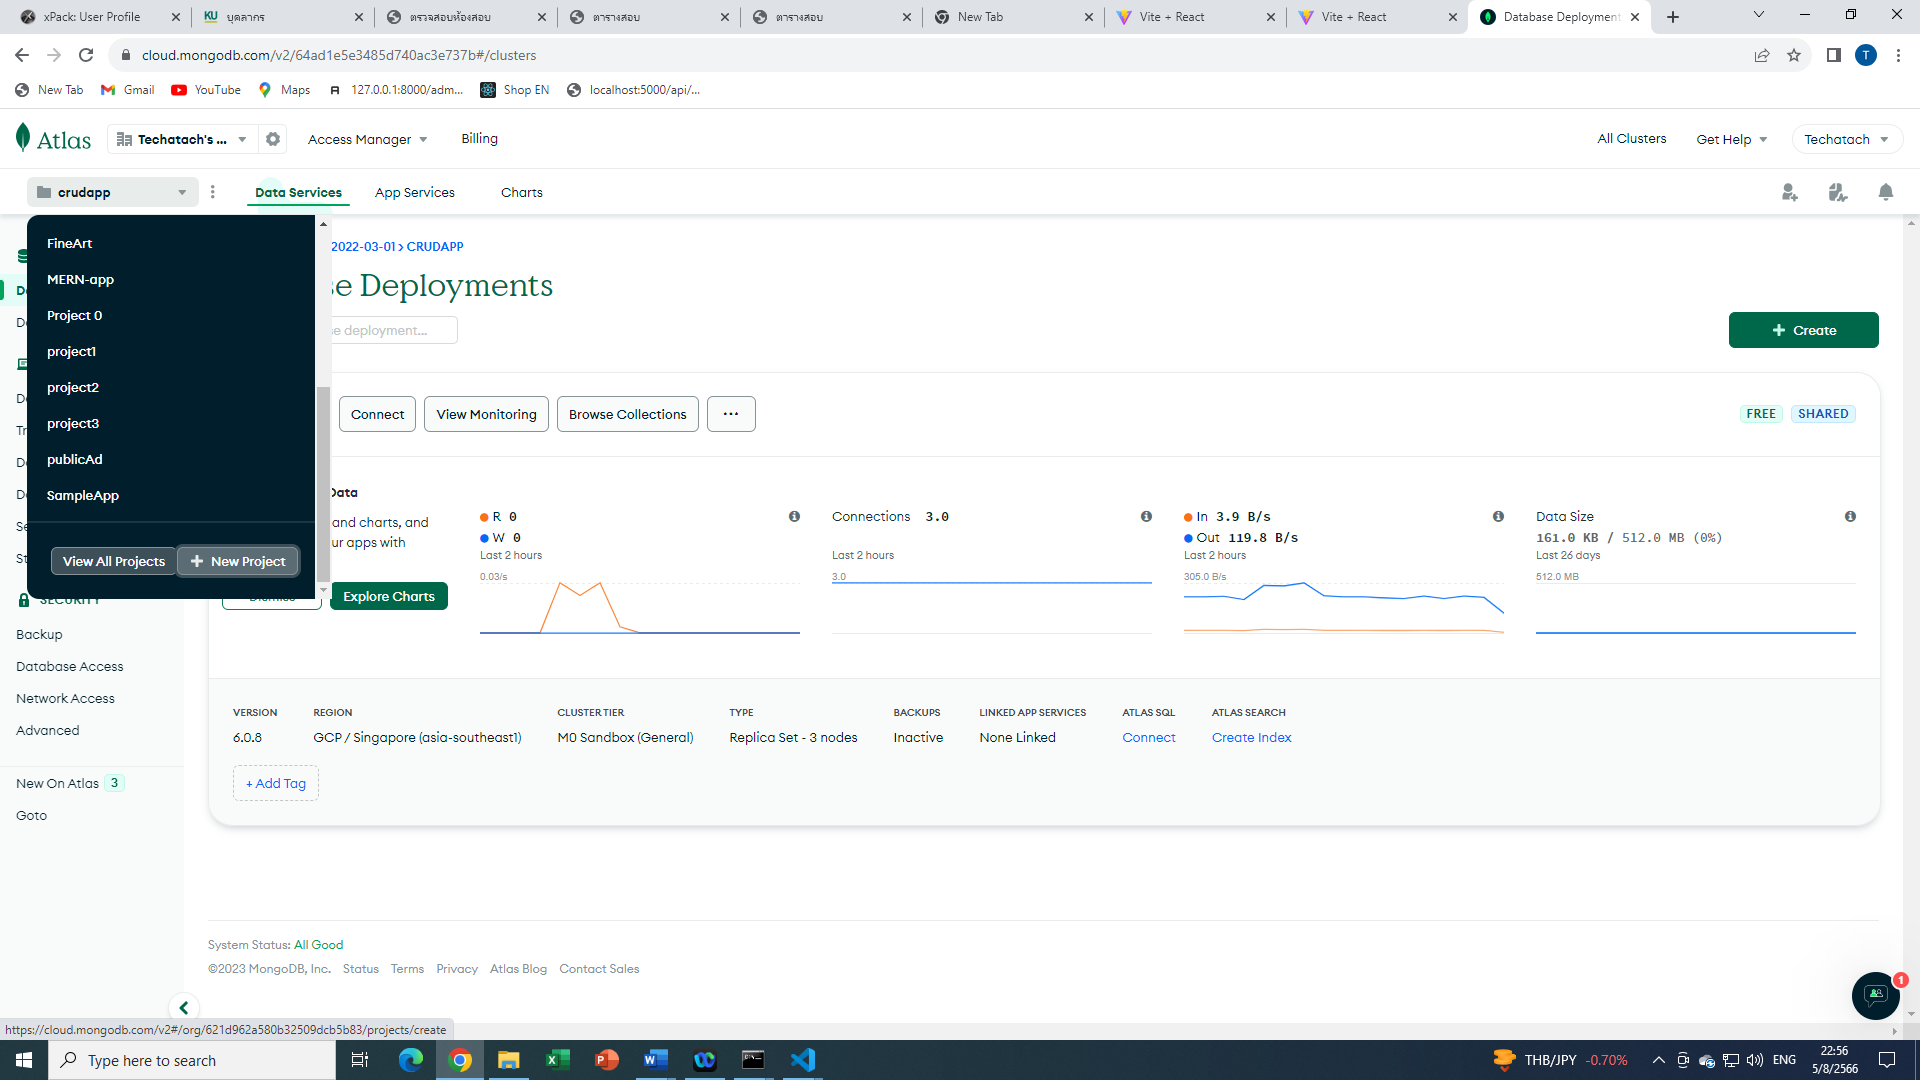 xPack: User Profile
บุคลากร
ตรวจสอบห้องสอบ
ตารางสอบ
ตารางสอบ
New Tab
Vite + React
Vite + React
Database Deployment
cloud.mongodb.com/v2/64ad1e5e3485d740ac3e737b#/clusters
T
New Tab
Gmail
YouTube
Maps
127.0.0.1:8000/adm...
Shop EN
localhost:5000/api/...
Atlas
Techatach's ...
Access Manager
Billing
All Clusters
Get Help
Techatach
crudapp
Data Services
App Services
Charts
FineArt
MERN-app
Project 0
project1
project2
project3
publicAd
SampleApp
View All Projects
+ New Project
2022-03-01 > CRUDAPP
se Deployments
se deployment...
+ Create
Connect
View Monitoring
Browse Collections
...
FREE
SHARED
Data
and charts, and
ur apps with
Dismiss
Explore Charts
R 0
W 0
Last 2 hours
0.03/s
Connections 3.0
Last 2 hours
3.0
In 3.9 B/s
Out 119.8 B/s
Last 2 hours
305.0 B/s
Data Size
161.0 KB / 512.0 MB (0%)
Last 26 days
512.0 MB
SECURITY
Backup
Database Access
Network Access
Advanced
New On Atlas 3
Goto
VERSION
6.0.8
REGION
GCP / Singapore (asia-southeast1)
CLUSTER TIER
M0 Sandbox (General)
TYPE
Replica Set - 3 nodes
BACKUPS
Inactive
LINKED APP SERVICES
None Linked
ATLAS SQL
Connect
ATLAS SEARCH
Create Index
+ Add Tag
System Status: All Good
©2023 MongoDB, Inc. Status Terms Privacy Atlas Blog Contact Sales
1
https://cloud.mongodb.com/v2#/org/621d962a580b32509dcb5b83/projects/create
Type here to search
THB/JPY -0.70%
ENG
22:56
5/8/2566